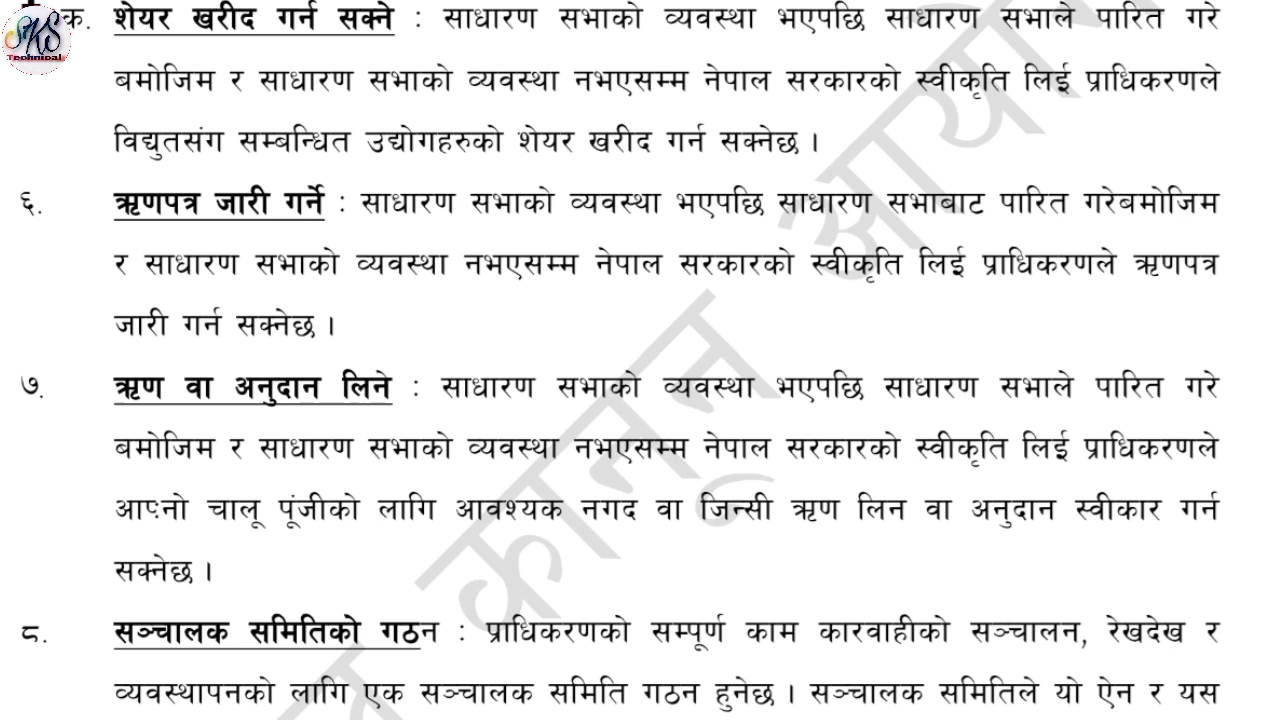 SKS
Technical
क. शेयर खरीद गर्न सक्ने : साधारण सभाको व्यवस्था भएपछि साधारण सभाले पारित गरे
बमोजिम र साधारण सभाको व्यवस्था नभएसम्म नेपाल सरकारको स्वीकृति लिई प्राधिकरणले
विद्युतसंग सम्बन्धित उद्योगहरुको शेयर खरीद गर्न सक्नेछ ।
६. ऋणपत्र जारी गर्ने : साधारण सभाको व्यवस्था भएपछि साधारण सभाबाट पारित गरेबमोजिम
र साधारण सभाको व्यवस्था नभएसम्म नेपाल सरकारको स्वीकृति लिई प्राधिकरणले ऋणपत्र
जारी गर्न सक्नेछ ।
७. ऋण वा अनुदान लिने : साधारण सभाको व्यवस्था भएपछि साधारण सभाले पारित गरे
बमोजिम र साधारण सभाको व्यवस्था नभएसम्म नेपाल सरकारको स्वीकृति लिई प्राधिकरणले
आफ्नो चालू पूंजीको लागि आवश्यक नगद वा जिन्सी ऋण लिन वा अनुदान स्वीकार गर्न
सक्नेछ ।
८. सञ्चालक समितिको गठन : प्राधिकरणको सम्पूर्ण काम कारवाहीको सञ्चालन, रेखदेख र
व्यवस्थापनको लागि एक सञ्चालक समिति गठन हुनेछ । सञ्चालक समितिले यो ऐन र यस
कानून